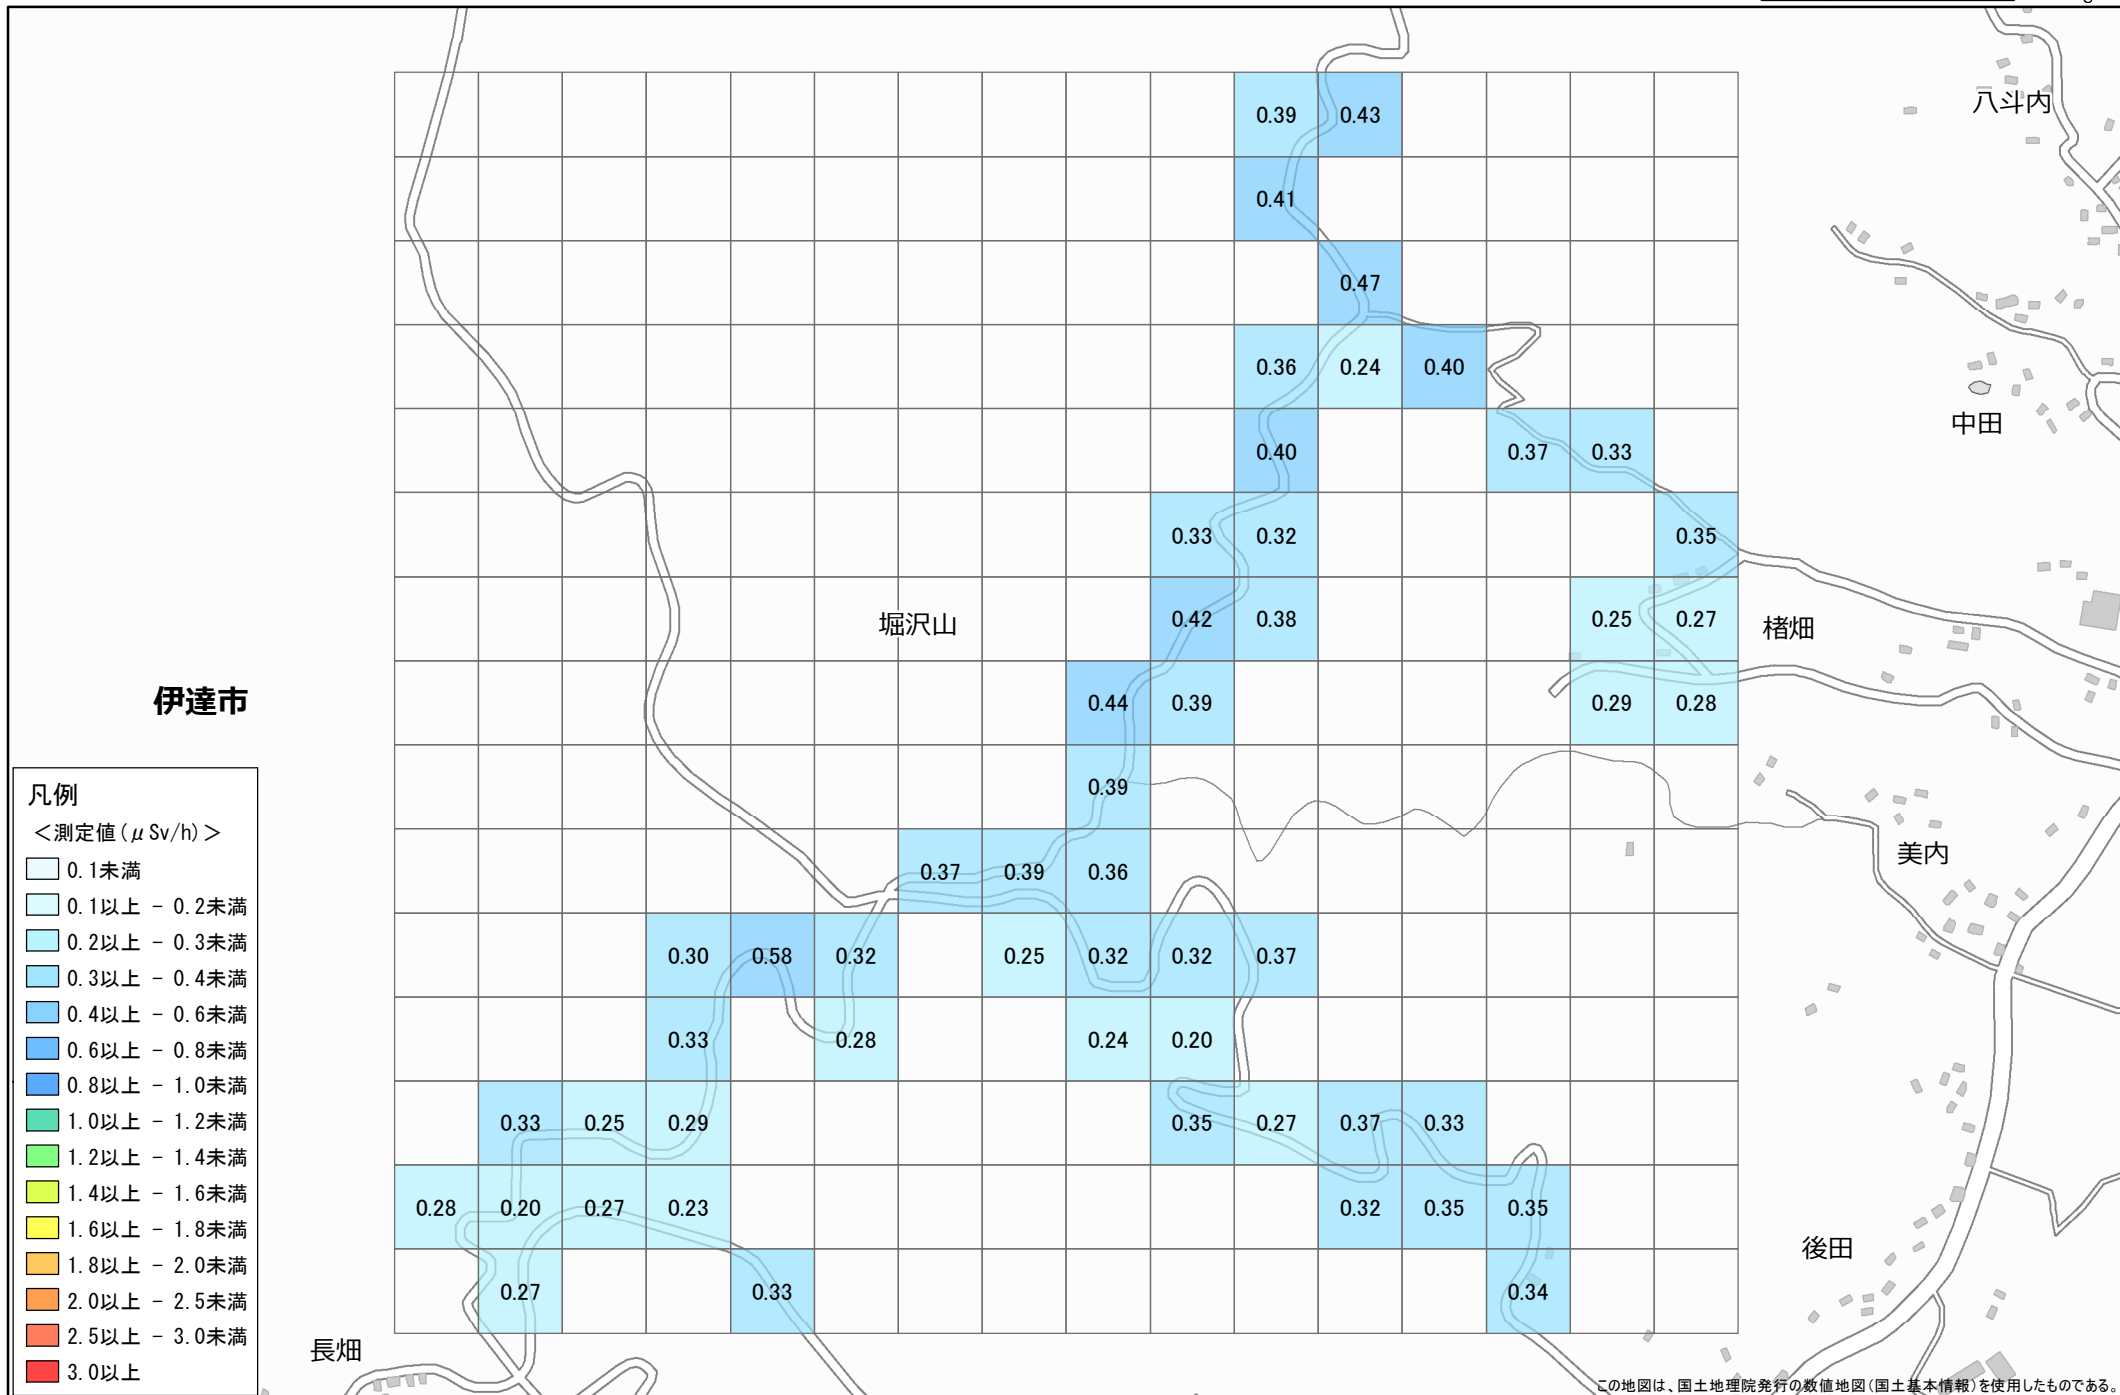 八斗内
0.39 0.43
0.41
0.47
0.36 0.24 0.40
中田
0.40 0.37 0.33
0.33 0.32 0.35
堀沢山 0.42 0.38 0.25 0.27 楮畑
伊達市 0.44 0.39 0.29 0.28
0.39
0.37 0.39 0.36 美内
0.30 0.58 0.32 0.25 0.32 0.32 0.37
0.33 0.28 0.24 0.20
0.33 0.25 0.29 0.35 0.27 0.37 0.33
0.28 0.20 0.27 0.23 0.32 0.35 0.35
後田
0.27 0.33 0.34
長畑
凡例
＜測定値(μSv/h)＞
0.1未満
0.1以上 - 0.2未満
0.2以上 - 0.3未満
0.3以上 - 0.4未満
0.4以上 - 0.6未満
0.6以上 - 0.8未満
0.8以上 - 1.0未満
1.0以上 - 1.2未満
1.2以上 - 1.4未満
1.4以上 - 1.6未満
1.6以上 - 1.8未満
1.8以上 - 2.0未満
2.0以上 - 2.5未満
2.5以上 - 3.0未満
3.0以上
この地図は、国土地理院発行の数値地図(国土基本情報)を使用したものである。